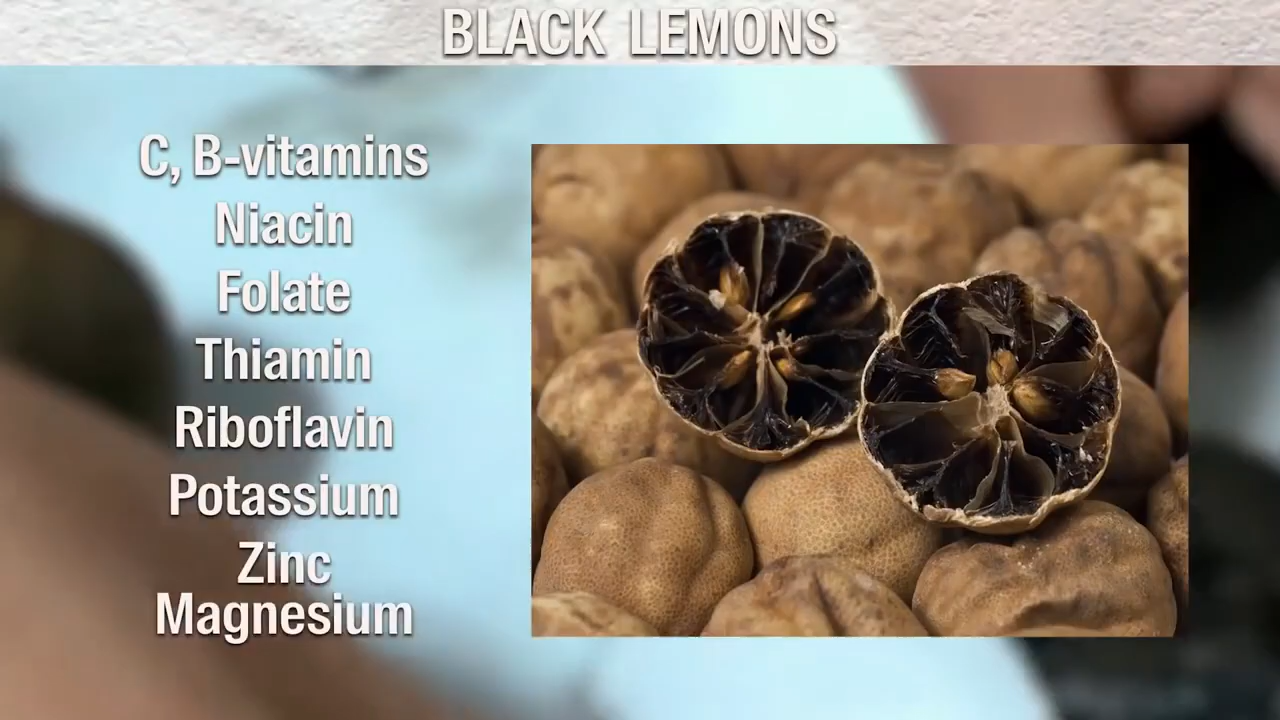 BLACK LEMONS
C, B-vitamins
Niacin
Folate
Thiamin
Riboflavin
Potassium
Zinc
Magnesium